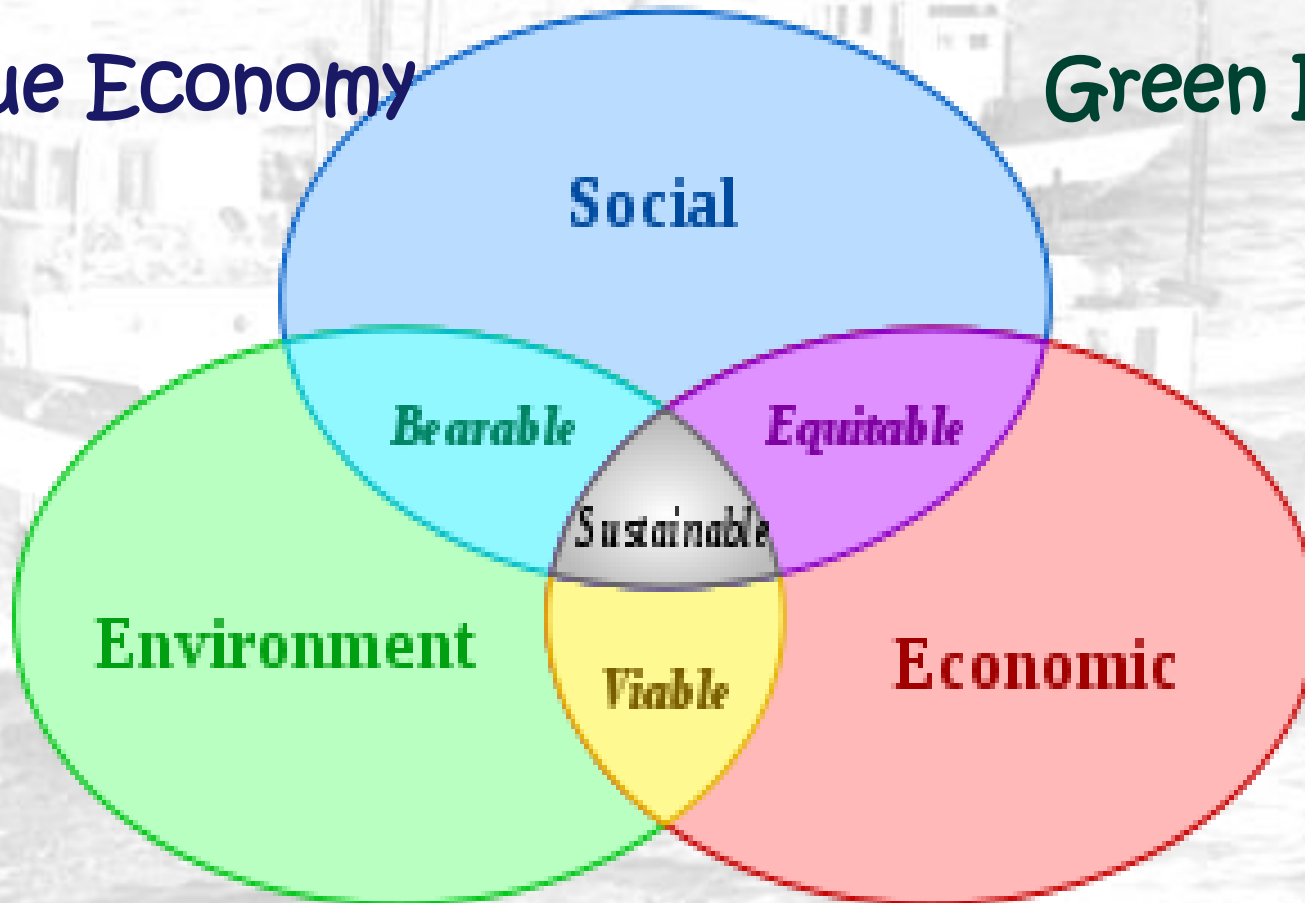 ue Economy
Green
Social
Bearable
Equitable
Sustainable
Environment
Economic
Viable